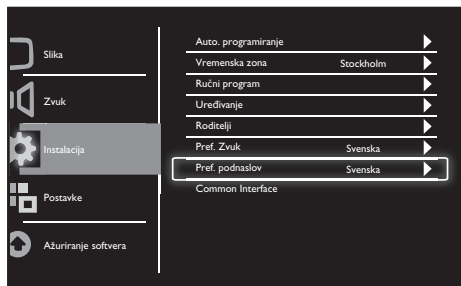 Slika
Zvuk
Instalacija
Postavke
Ažuriranje softvera
Auto. programiranje
Vremenska zona Stockholm
Ručni program
Uređivanje
Roditelji
Pref. Zvuk Svenska
Pref. podnaslov Svenska
Common Interface